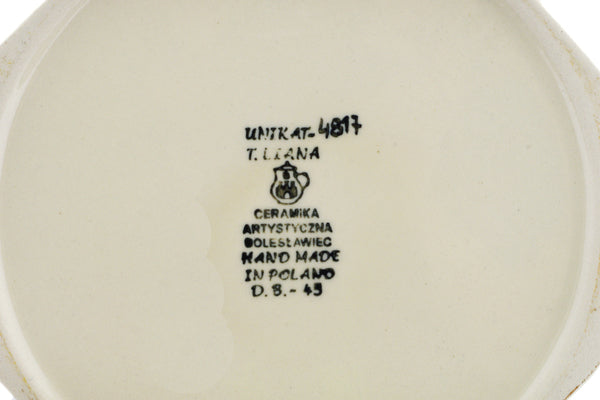 UNIKAT-4817
T. LIANA
CERAMIKA
ARTYSTYCZNA
BOLESŁAWIEC
HAND MADE
IN POLAND
D.B.-45